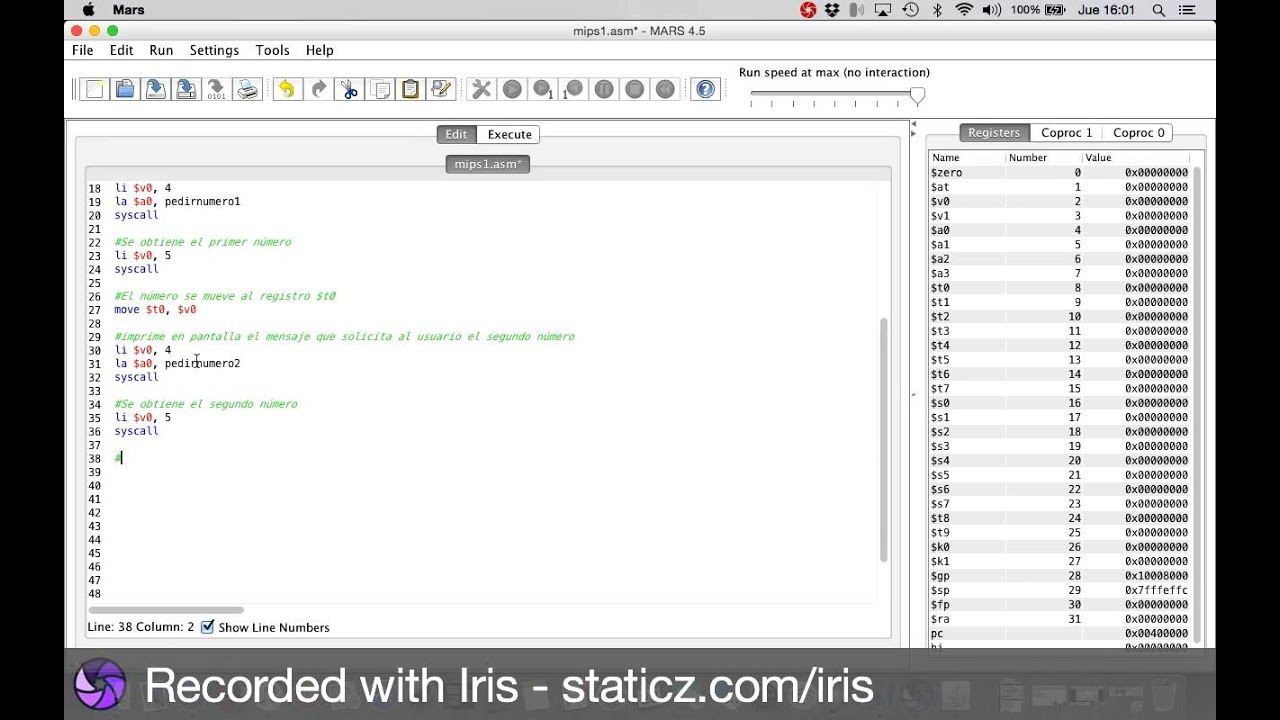 Mars 100% Jue 16:01
mips1.asm* - MARS 4.5
File Edit Run Settings Tools Help
Run speed at max (no interaction)
Edit Execute
mips1.asm*
18 li $v0, 4
19 la $a0, pedirnumero1
20 syscall
21
22 #Se obtiene el primer número
23 li $v0, 5
24 syscall
25
26 #El número se mueve al registro $t0
27 move $t0, $v0
28
29 #imprime en pantalla el mensaje que solicita al usuario el segundo número
30 li $v0, 4
31 la $a0, pedirnumero2
32 syscall
33
34 #Se obtiene el segundo número
35 li $v0, 5
36 syscall
37
38 #
39
40
41
42
43
44
45
46
47
48
Line: 38 Column: 2 Show Line Numbers
Registers Coproc 1 Coproc 0
Name Number Value
$zero 0 0x00000000
$at 1 0x00000000
$v0 2 0x00000000
$v1 3 0x00000000
$a0 4 0x00000000
$a1 5 0x00000000
$a2 6 0x00000000
$a3 7 0x00000000
$t0 8 0x00000000
$t1 9 0x00000000
$t2 10 0x00000000
$t3 11 0x00000000
$t4 12 0x00000000
$t5 13 0x00000000
$t6 14 0x00000000
$t7 15 0x00000000
$s0 16 0x00000000
$s1 17 0x00000000
$s2 18 0x00000000
$s3 19 0x00000000
$s4 20 0x00000000
$s5 21 0x00000000
$s6 22 0x00000000
$s7 23 0x00000000
$t8 24 0x00000000
$t9 25 0x00000000
$k0 26 0x00000000
$k1 27 0x00000000
$gp 28 0x10008000
$sp 29 0x7fffeffc
$fp 30 0x00000000
$ra 31 0x00000000
pc 0x00400000
Recorded with Iris - staticz.com/iris